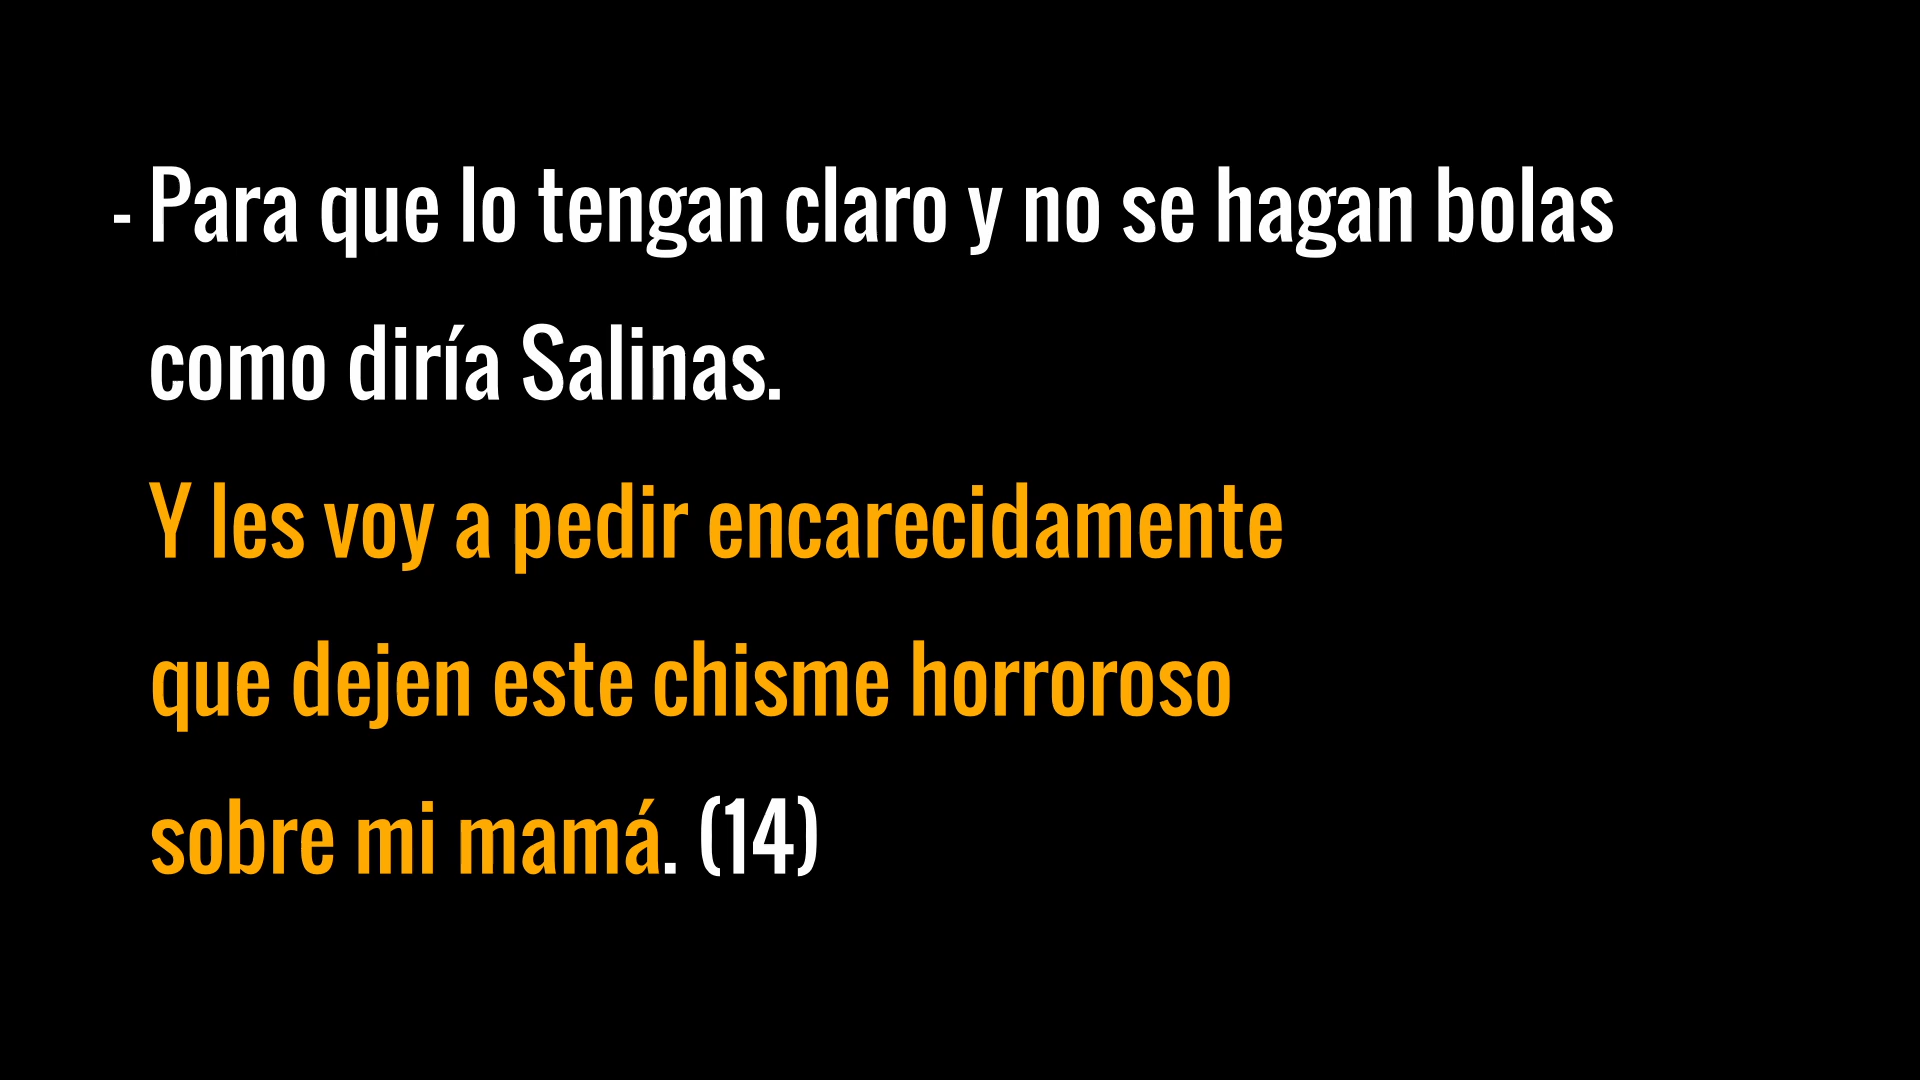 - Para que lo tengan claro y no se hagan bolas
como diría Salinas.
Y les voy a pedir encarecidamente
que dejen este chisme horroroso
sobre mi mamá. (14)